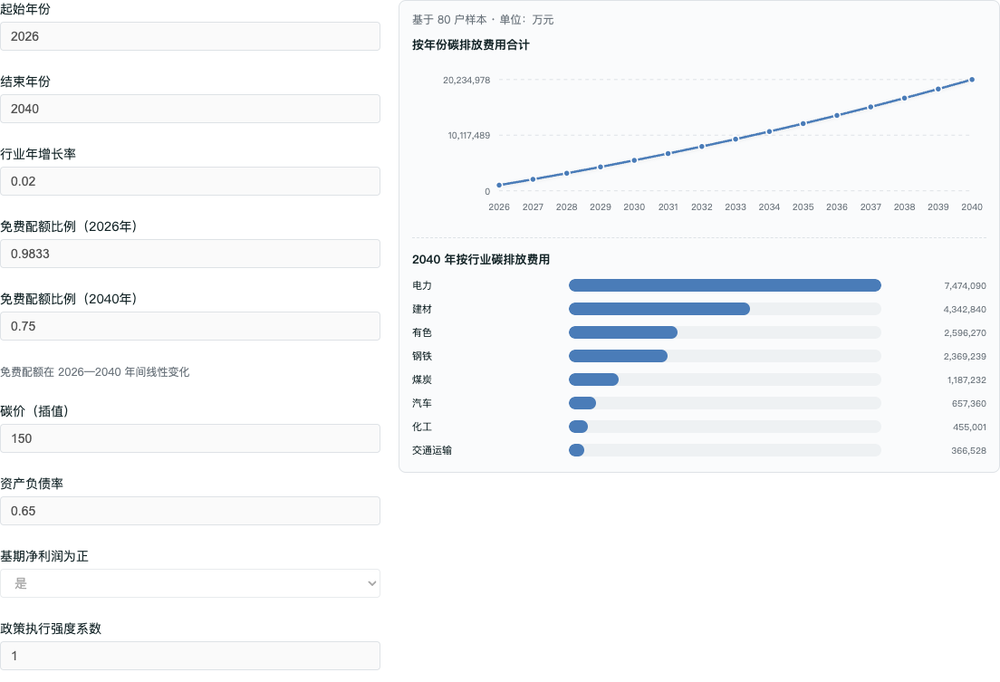 起始年份
2026
结束年份
2040
行业年增长率
0.02
免费配额比例（2026年）
0.9833
免费配额比例（2040年）
0.75
免费配额在 2026—2040 年间线性变化
碳价（插值）
150
资产负债率
0.65
基期净利润为正
是
政策执行强度系数
1
基于 80 户样本 · 单位：万元
按年份碳排放费用合计
20,234,978
10,117,489
0
2026 2027 2028 2029 2030 2031 2032 2033 2034 2035 2036 2037 2038 2039 2040
2040 年按行业碳排放费用
电力 7,474,090
建材 4,342,840
有色 2,596,270
钢铁 2,369,239
煤炭 1,187,232
汽车 657,360
化工 455,001
交通运输 366,528